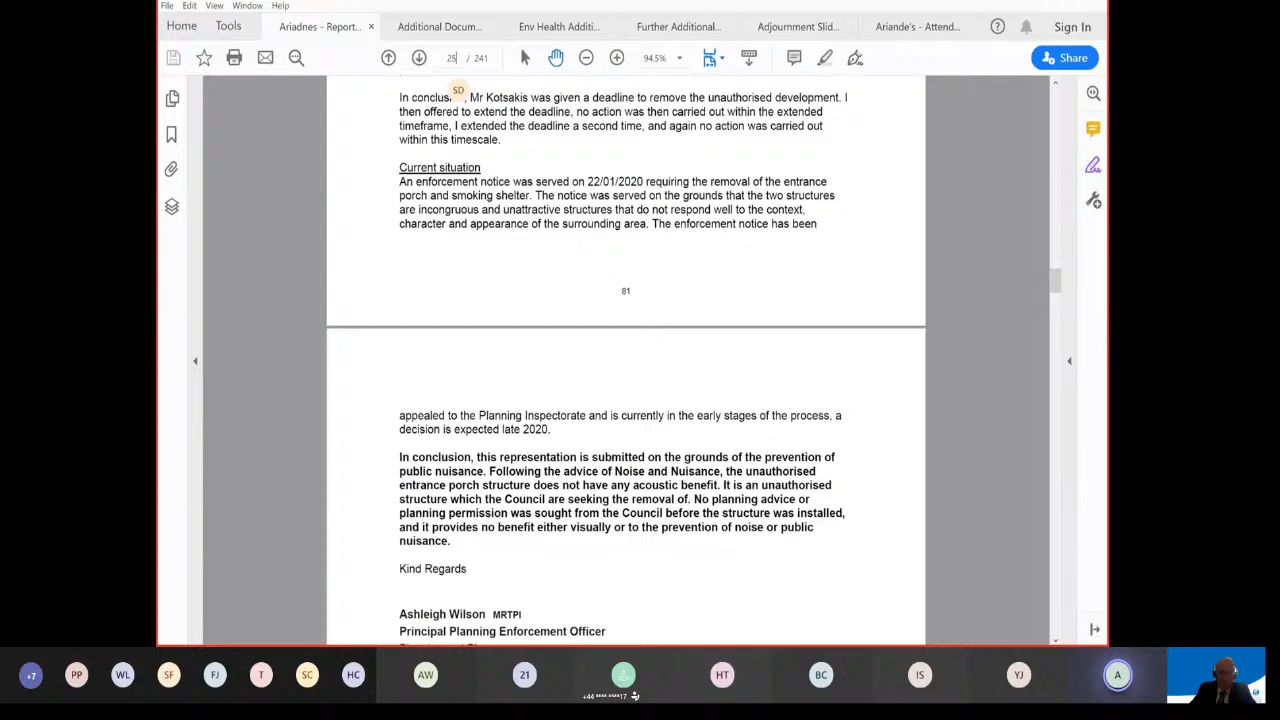 File Edit View Window Help
Home Tools Ariadnes - Report... × Additional Docum... Env Health Additi... Further Additional... Adjournment Slid... Ariande's - Attend... Sign In
25 / 241 94.5% Share
SD
In conclus , Mr Kotsakis was given a deadline to remove the unauthorised development. I
then offered to extend the deadline, no action was then carried out within the extended
timeframe, I extended the deadline a second time, and again no action was carried out
within this timescale.
Current situation
An enforcement notice was served on 22/01/2020 requiring the removal of the entrance
porch and smoking shelter. The notice was served on the grounds that the two structures
are incongruous and unattractive structures that do not respond well to the context,
character and appearance of the surrounding area. The enforcement notice has been
81
appealed to the Planning Inspectorate and is currently in the early stages of the process, a
decision is expected late 2020.
In conclusion, this representation is submitted on the grounds of the prevention of
public nuisance. Following the advice of Noise and Nuisance, the unauthorised
entrance porch structure does not have any acoustic benefit. It is an unauthorised
structure which the Council are seeking the removal of. No planning advice or
planning permission was sought from the Council before the structure was installed,
and it provides no benefit either visually or to the prevention of noise or public
nuisance.
Kind Regards
Ashleigh Wilson MRTPI
Principal Planning Enforcement Officer
+7 PP WL SF FJ T SC HC AW 21 HT BC IS YJ A
+44 **** ****17